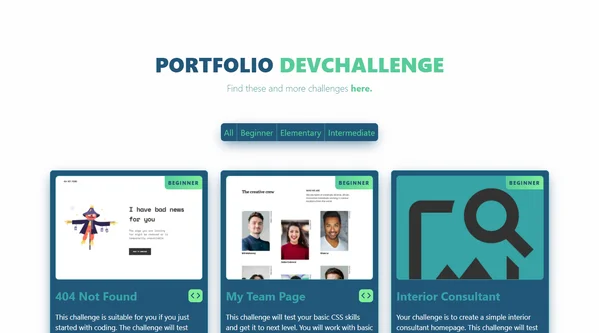 PORTFOLIO DEVCHALLENGE
Find these and more challenges here.
All Beginner Elementary Intermediate
BEGINNER
I have bad news
for you
404 Not Found
This challenge is suitable for you if you just
started with coding. The challenge will test
BEGINNER
The creative crew
My Team Page
This challenge will test your basic CSS skills
and get it to next level. You will work with basic
BEGINNER
Interior Consultant
Your challenge is to create a simple interior
consultant homepage. This challenge will test